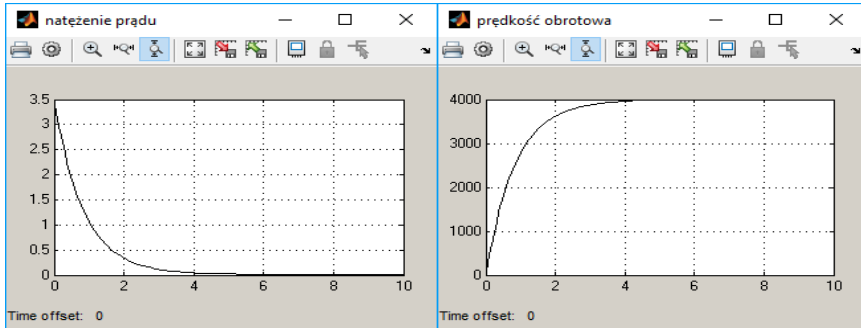 natężenie prądu
3.5
3
2.5
2
1.5
1
0.5
0
0 2 4 6 8 10
Time offset: 0
prędkość obrotowa
4000
3000
2000
1000
0
0 2 4 6 8 10
Time offset: 0